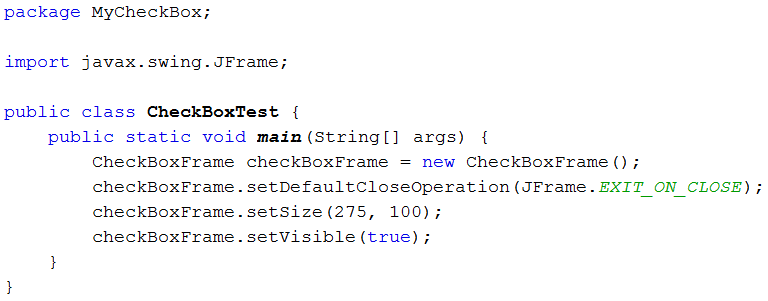 package MyCheckBox;
import javax.swing.JFrame;
public class CheckBoxTest {
public static void main(String[] args) {
CheckBoxFrame checkBoxFrame = new CheckBoxFrame();
checkBoxFrame.setDefaultCloseOperation(JFrame.EXIT_ON_CLOSE);
checkBoxFrame.setSize(275, 100);
checkBoxFrame.setVisible(true);
}
}